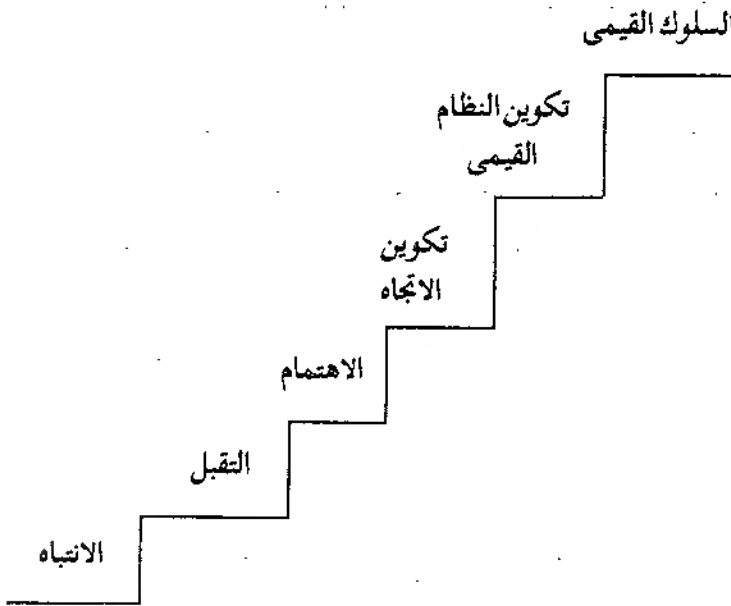 السلوك القيمى
تكوين النظام
القيمى
تكوين
الاتجاه
الاهتمام
التقبل
الانتباه